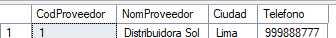 CodProveedor NomProveedor Ciudad Telefono
1 1 Distribuidora Sol Lima 999888777